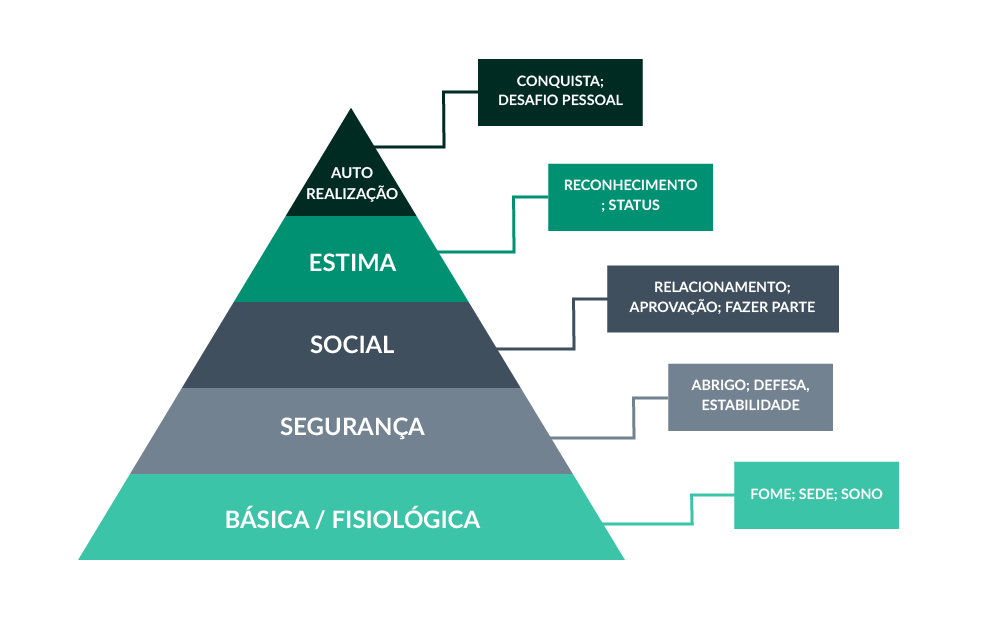 CONQUISTA;
DESAFIO PESSOAL
AUTO
REALIZAÇÃO
RECONHECIMENTO
; STATUS
ESTIMA
RELACIONAMENTO;
APROVAÇÃO; FAZER PARTE
SOCIAL
ABRIGO; DEFESA,
ESTABILIDADE
SEGURANÇA
FOME; SEDE; SONO
BÁSICA / FISIOLÓGICA